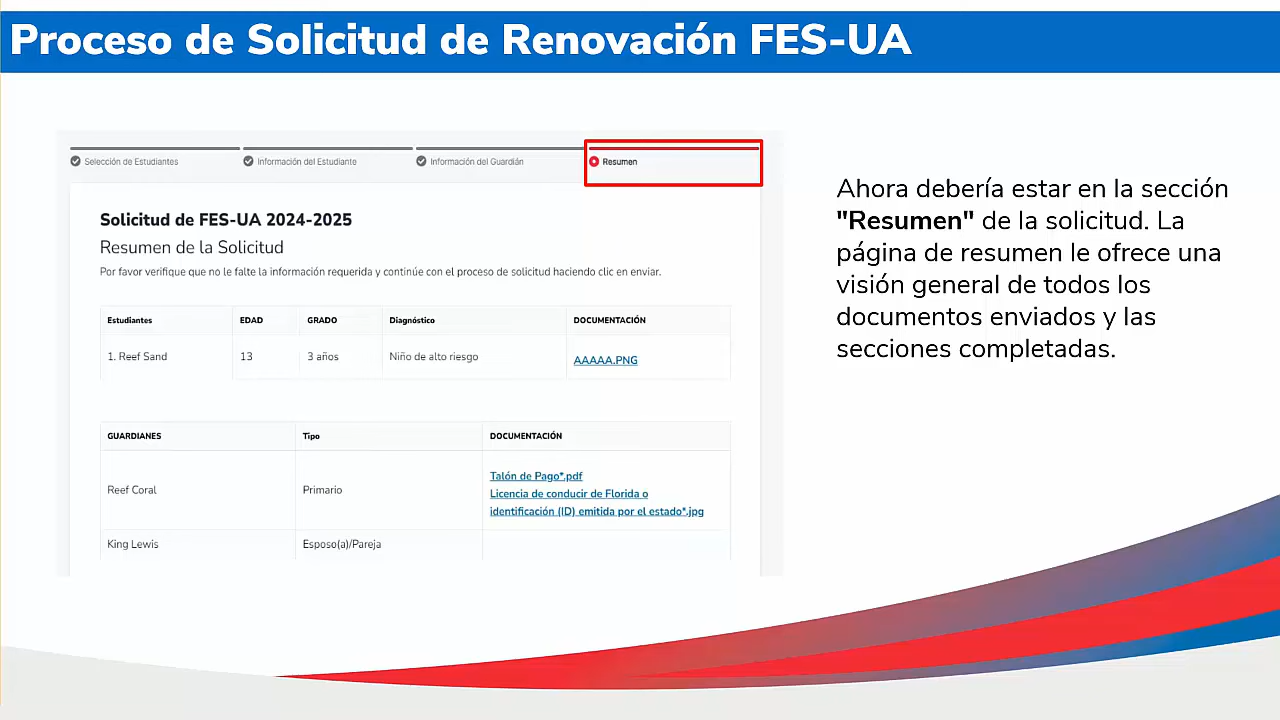 Proceso de Solicitud de Renovación FES-UA
Selección de Estudiantes
Información del Estudiante
Información del Guardián
Resumen
Solicitud de FES-UA 2024-2025
Resumen de la Solicitud
Por favor verifique que no le falte la información requerida y continúe con el proceso de solicitud haciendo clic en enviar.
Estudiantes EDAD GRADO Diagnóstico DOCUMENTACIÓN
1. Reef Sand 13 3 años Niño de alto riesgo AAAAA.PNG
GUARDIANES Tipo DOCUMENTACIÓN
Reef Coral Primario Talón de Pago*.pdf
Licencia de conducir de Florida o
identificación (ID) emitida por el estado*.jpg
King Lewis Esposo(a)/Pareja
Ahora debería estar en la sección
"Resumen" de la solicitud. La
página de resumen le ofrece una
visión general de todos los
documentos enviados y las
secciones completadas.